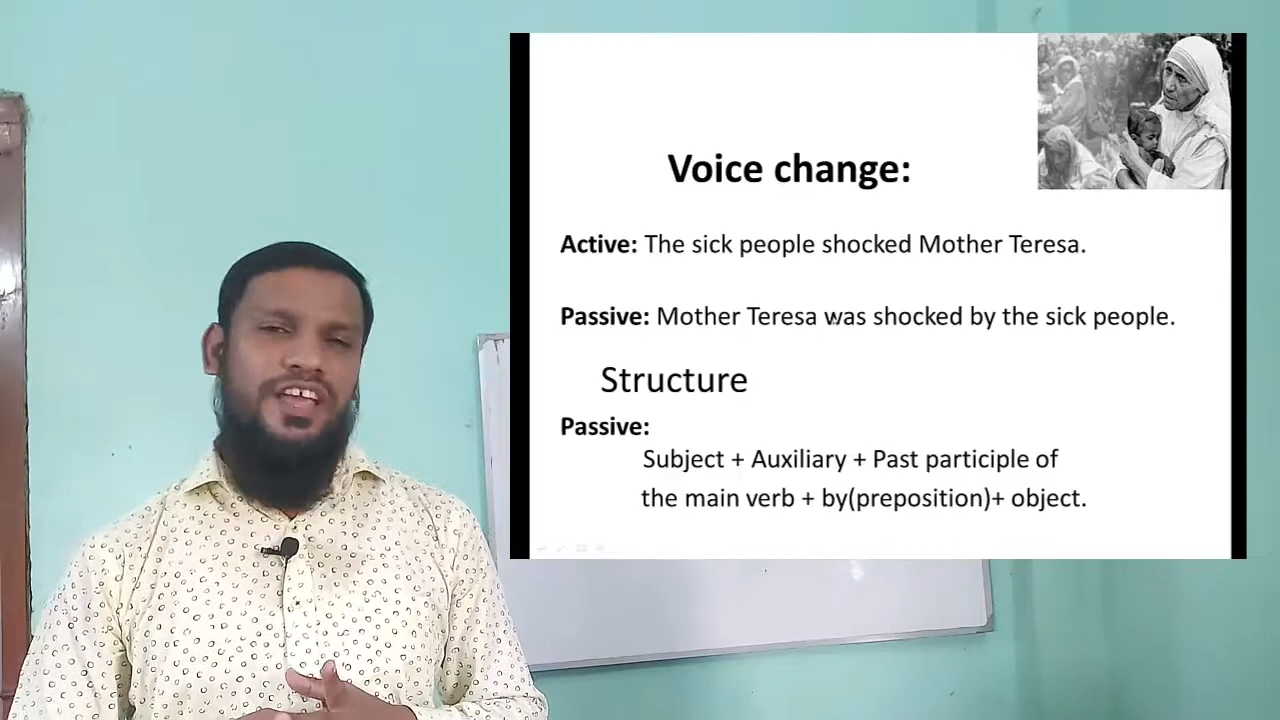 Voice change:
Active: The sick people shocked Mother Teresa.
Passive: Mother Teresa was shocked by the sick people.
Structure
Passive:
Subject + Auxiliary + Past participle of
the main verb + by(preposition)+ object.